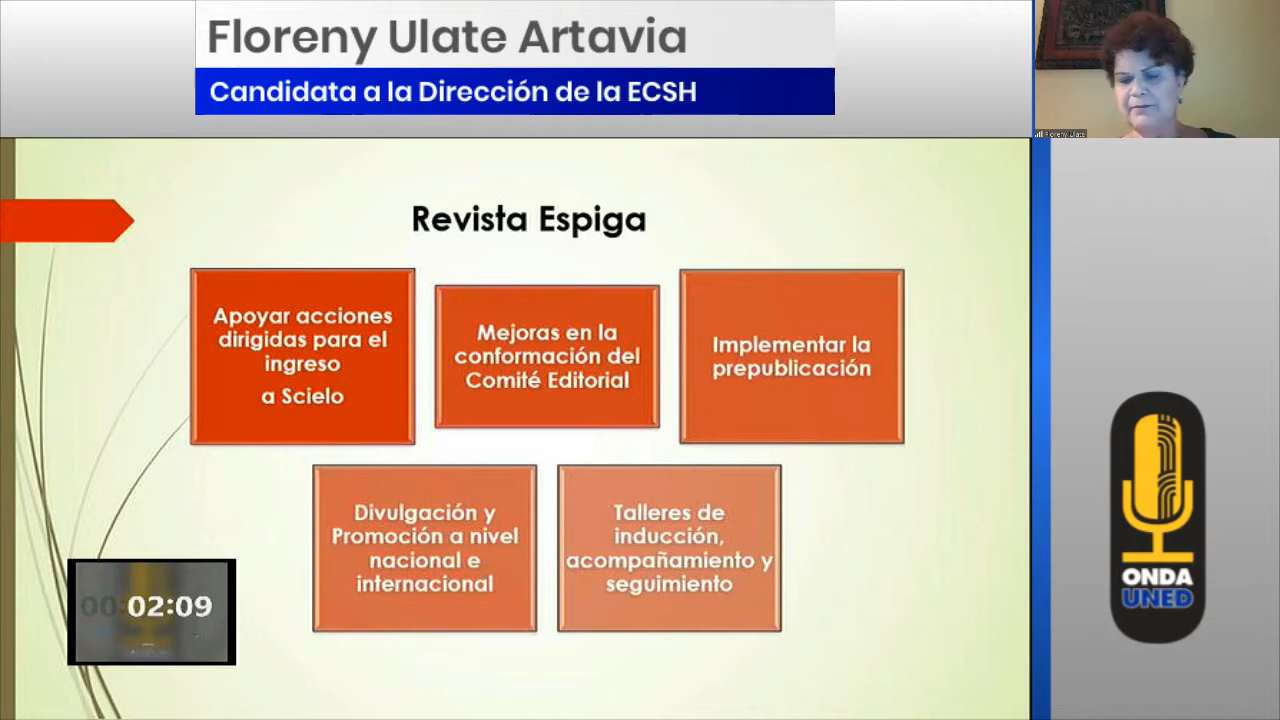 Floreny Ulate Artavia
Candidata a la Dirección de la ECSH
Floreny Ulate
Revista Espiga
Apoyar acciones
dirigidas para el
ingreso
a Scielo
Mejoras en la
conformación del
Comité Editorial
Implementar la
prepublicación
Divulgación y
Promoción a nivel
nacional e
internacional
Talleres de
inducción,
acompañamiento y
seguimiento
00:02:09
ONDA
UNED